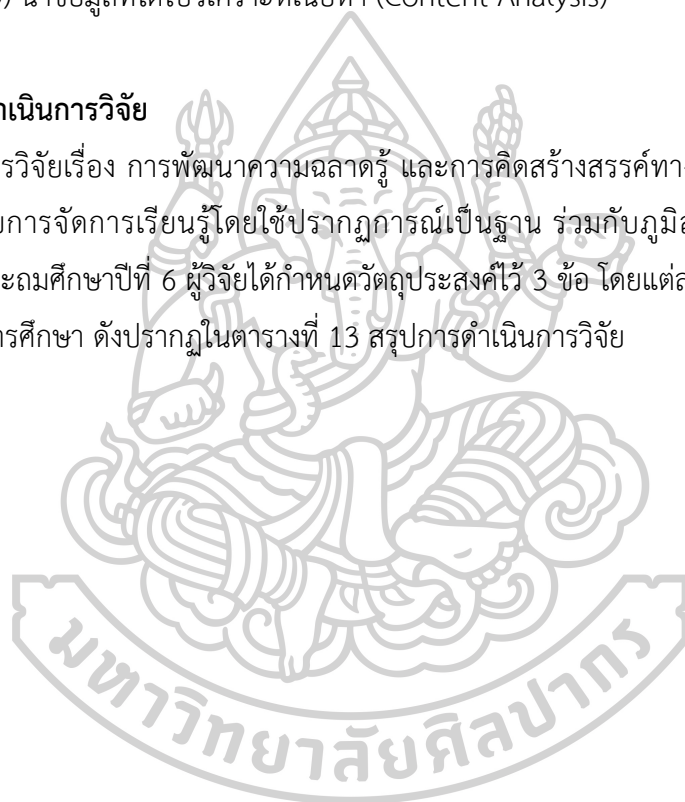 นำข้อมูลที่ได้ไปวิเคราะห์เนื้อหา (Content Analysis)
ำเนินการวิจัย
รวิจัยเรื่อง การพัฒนาความฉลาดรู้ และการคิดสร้างสรรค์ทา
การจัดการเรียนรู้โดยใช้ปรากฏการณ์เป็นฐาน ร่วมกับภูมิ
ะถมศึกษาปีที่ 6 ผู้วิจัยได้กำหนดวัตถุประสงค์ไว้ 3 ข้อ โดยแต่
ารศึกษา ดังปรากฏในตารางที่ 13 สรุปการดำเนินการวิจัย
มหาวิทยาลัยศิลปากร